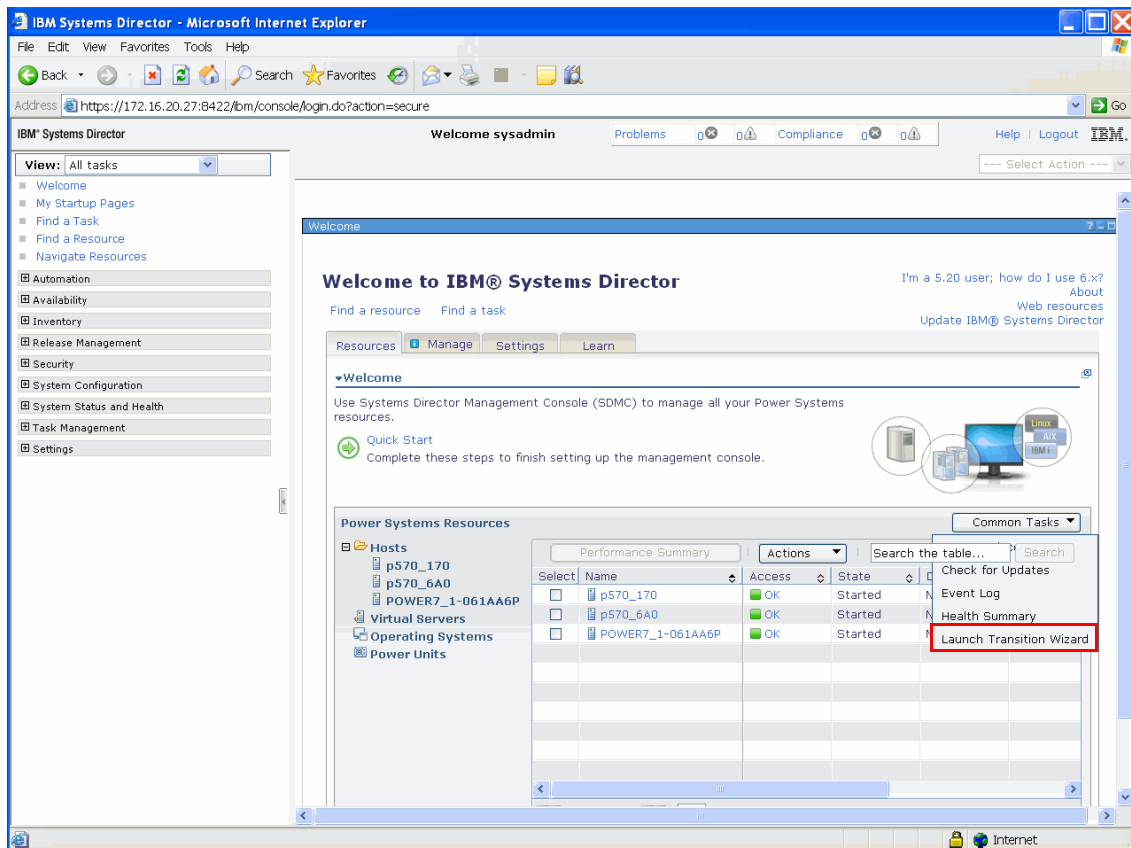 IBM Systems Director - Microsoft Internet Explorer
File Edit View Favorites Tools Help
Back Search Favorites
Address https://172.16.20.27:8422/ibm/console/login.do?action=secure Go
IBM® Systems Director Welcome sysadmin Problems 0 0 Compliance 0 0 Help | Logout IBM.
View: All tasks --- Select Action ---
Welcome
My Startup Pages
Find a Task
Find a Resource
Navigate Resources
Automation
Availability
Inventory
Release Management
Security
System Configuration
System Status and Health
Task Management
Settings
Welcome
Welcome to IBM® Systems Director
I'm a 5.20 user; how do I use 6.x?
About
Web resources
Update IBM® Systems Director
Find a resource Find a task
Resources Manage Settings Learn
Welcome
Use Systems Director Management Console (SDMC) to manage all your Power Systems
resources.
Quick Start
Complete these steps to finish setting up the management console.
Linux
AIX
IBM i
Power Systems Resources
Common Tasks
Hosts
p570_170
p570_6A0
POWER7_1-061AA6P
Virtual Servers
Operating Systems
Power Units
Performance Summary | Actions | Search the table... Search
Select Name Access State
p570_170 OK Started
p570_6A0 OK Started
POWER7_1-061AA6P OK Started
Check for Updates
Event Log
Health Summary
Launch Transition Wizard
Internet